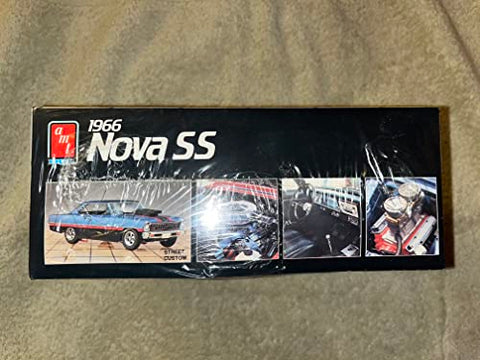 amt
1966
Nova SS
STREET
CUSTOM